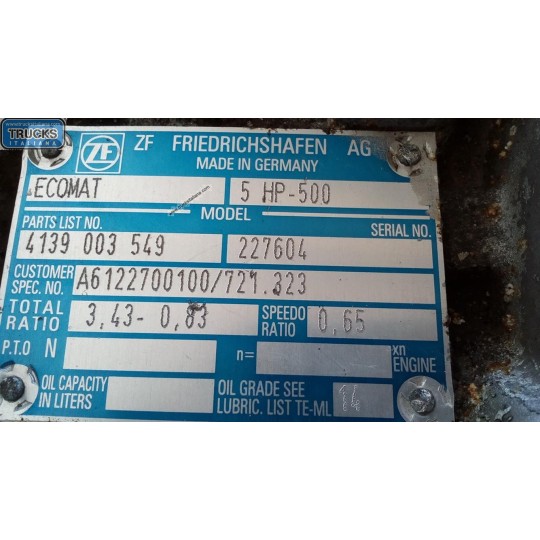 TRUCKS
ITALIANA
ZF ZF FRIEDRICHSHAFEN AG
MADE IN GERMANY
ECOMAT 5 HP-500
MODEL
PARTS LIST NO. SERIAL NO.
4139 003 549 227604
CUSTOMER SPEC. NO. A6122700100/721.323
TOTAL RATIO 3,43- 0,83 SPEEDO RATIO 0,65
P.T.O N n= xn ENGINE
OIL CAPACITY IN LITERS OIL GRADE SEE LUBRIC. LIST TE-ML 14